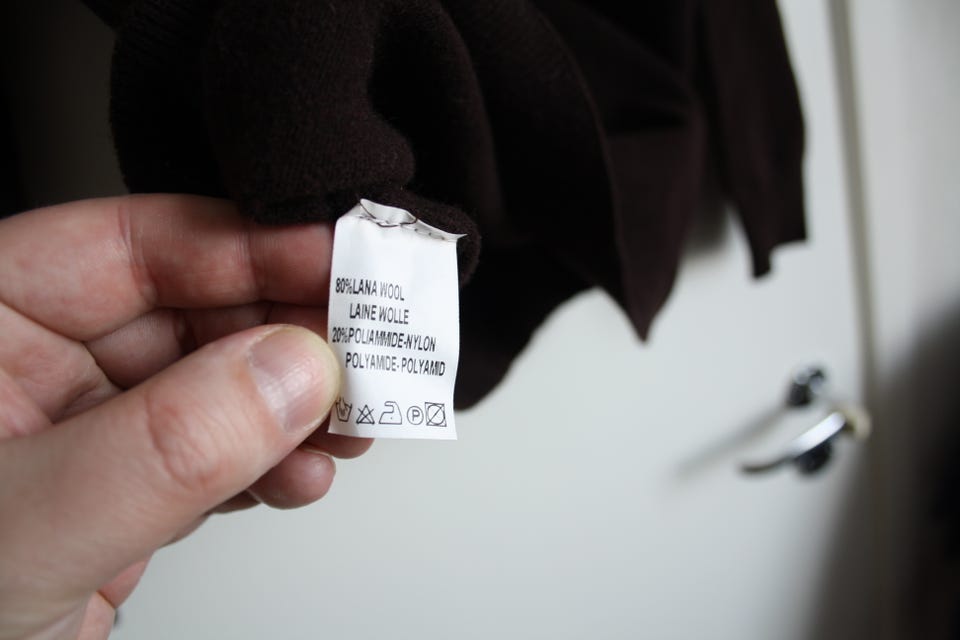 80%LANA WOOL
LAINE WOLLE
20%POLIAMMIDE-NYLON
POLYAMIDE-POLYAMID
P